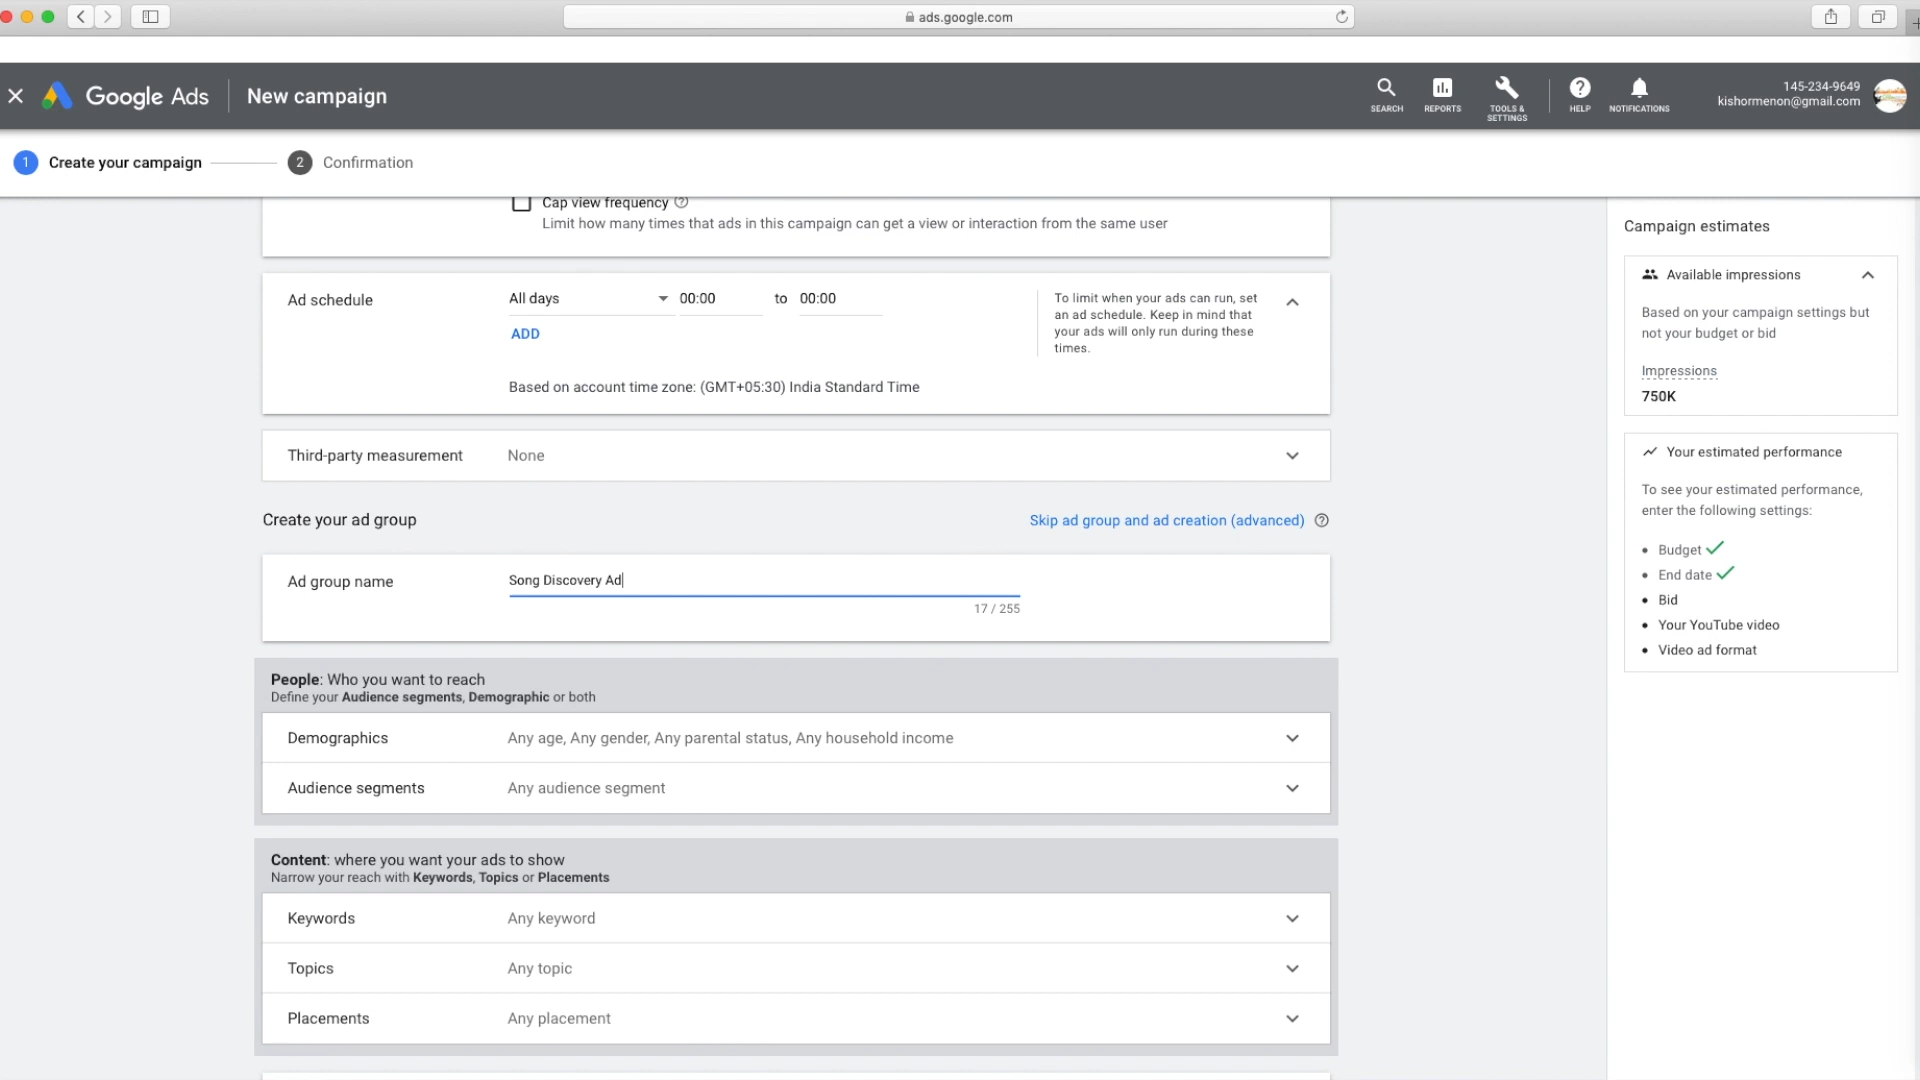 ads.google.com
Google Ads
New campaign
SEARCH
REPORTS
TOOLS &
SETTINGS
HELP
NOTIFICATIONS
145-234-9649
kishormenon@gmail.com
1 Create your campaign
2 Confirmation
Cap view frequency
Limit how many times that ads in this campaign can get a view or interaction from the same user
Ad schedule
All days
00:00
to
00:00
ADD
To limit when your ads can run, set
an ad schedule. Keep in mind that
your ads will only run during these
times.
Based on account time zone: (GMT+05:30) India Standard Time
Third-party measurement
None
Create your ad group
Skip ad group and ad creation (advanced)
Ad group name
Song Discovery Ad
17 / 255
People: Who you want to reach
Define your Audience segments, Demographic or both
Demographics
Any age, Any gender, Any parental status, Any household income
Audience segments
Any audience segment
Content: where you want your ads to show
Narrow your reach with Keywords, Topics or Placements
Keywords
Any keyword
Topics
Any topic
Placements
Any placement
Campaign estimates
Available impressions
Based on your campaign settings but
not your budget or bid
Impressions
750K
Your estimated performance
To see your estimated performance,
enter the following settings:
• Budget
• End date
• Bid
• Your YouTube video
• Video ad format